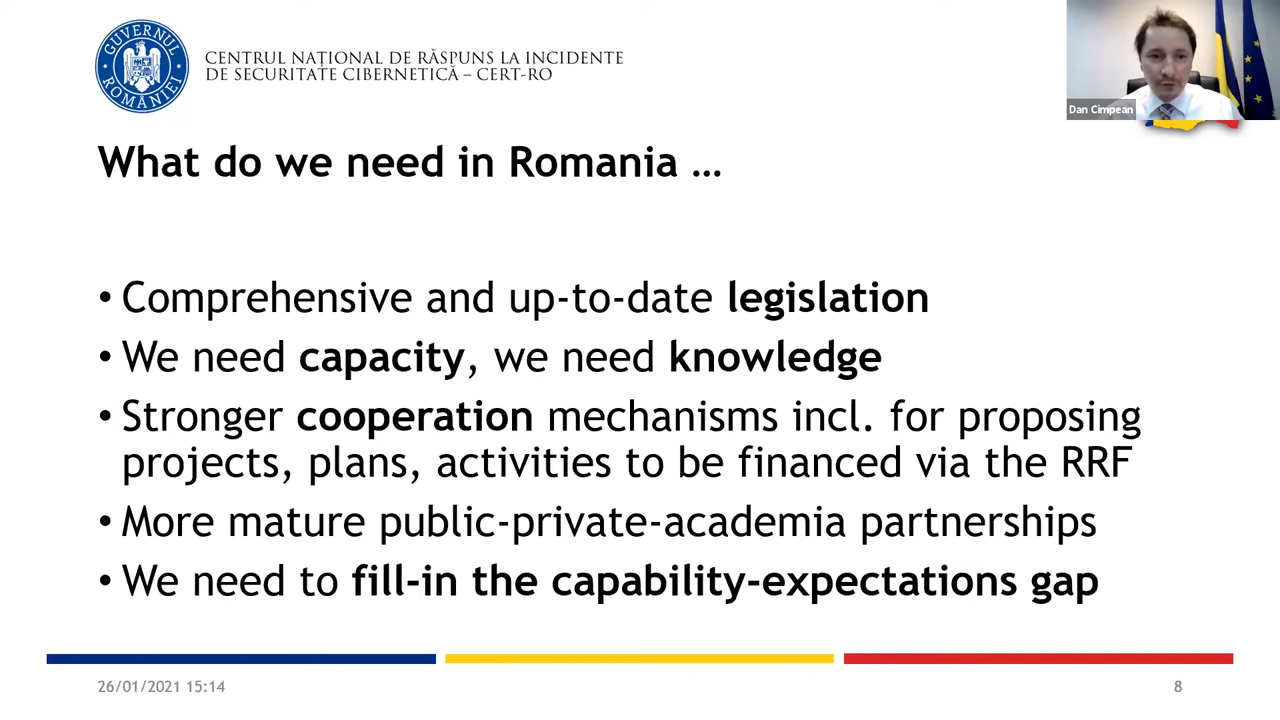 GUVERNUL
ROMÂNIEI
CENTRUL NAȚIONAL DE RĂSPUNS LA INCIDENTE
DE SECURITATE CIBERNETICĂ – CERT-RO
Dan Cimpean
What do we need in Romania ...
• Comprehensive and up-to-date legislation
• We need capacity, we need knowledge
• Stronger cooperation mechanisms incl. for proposing
projects, plans, activities to be financed via the RRF
• More mature public-private-academia partnerships
• We need to fill-in the capability-expectations gap
26/01/2021 15:14
8